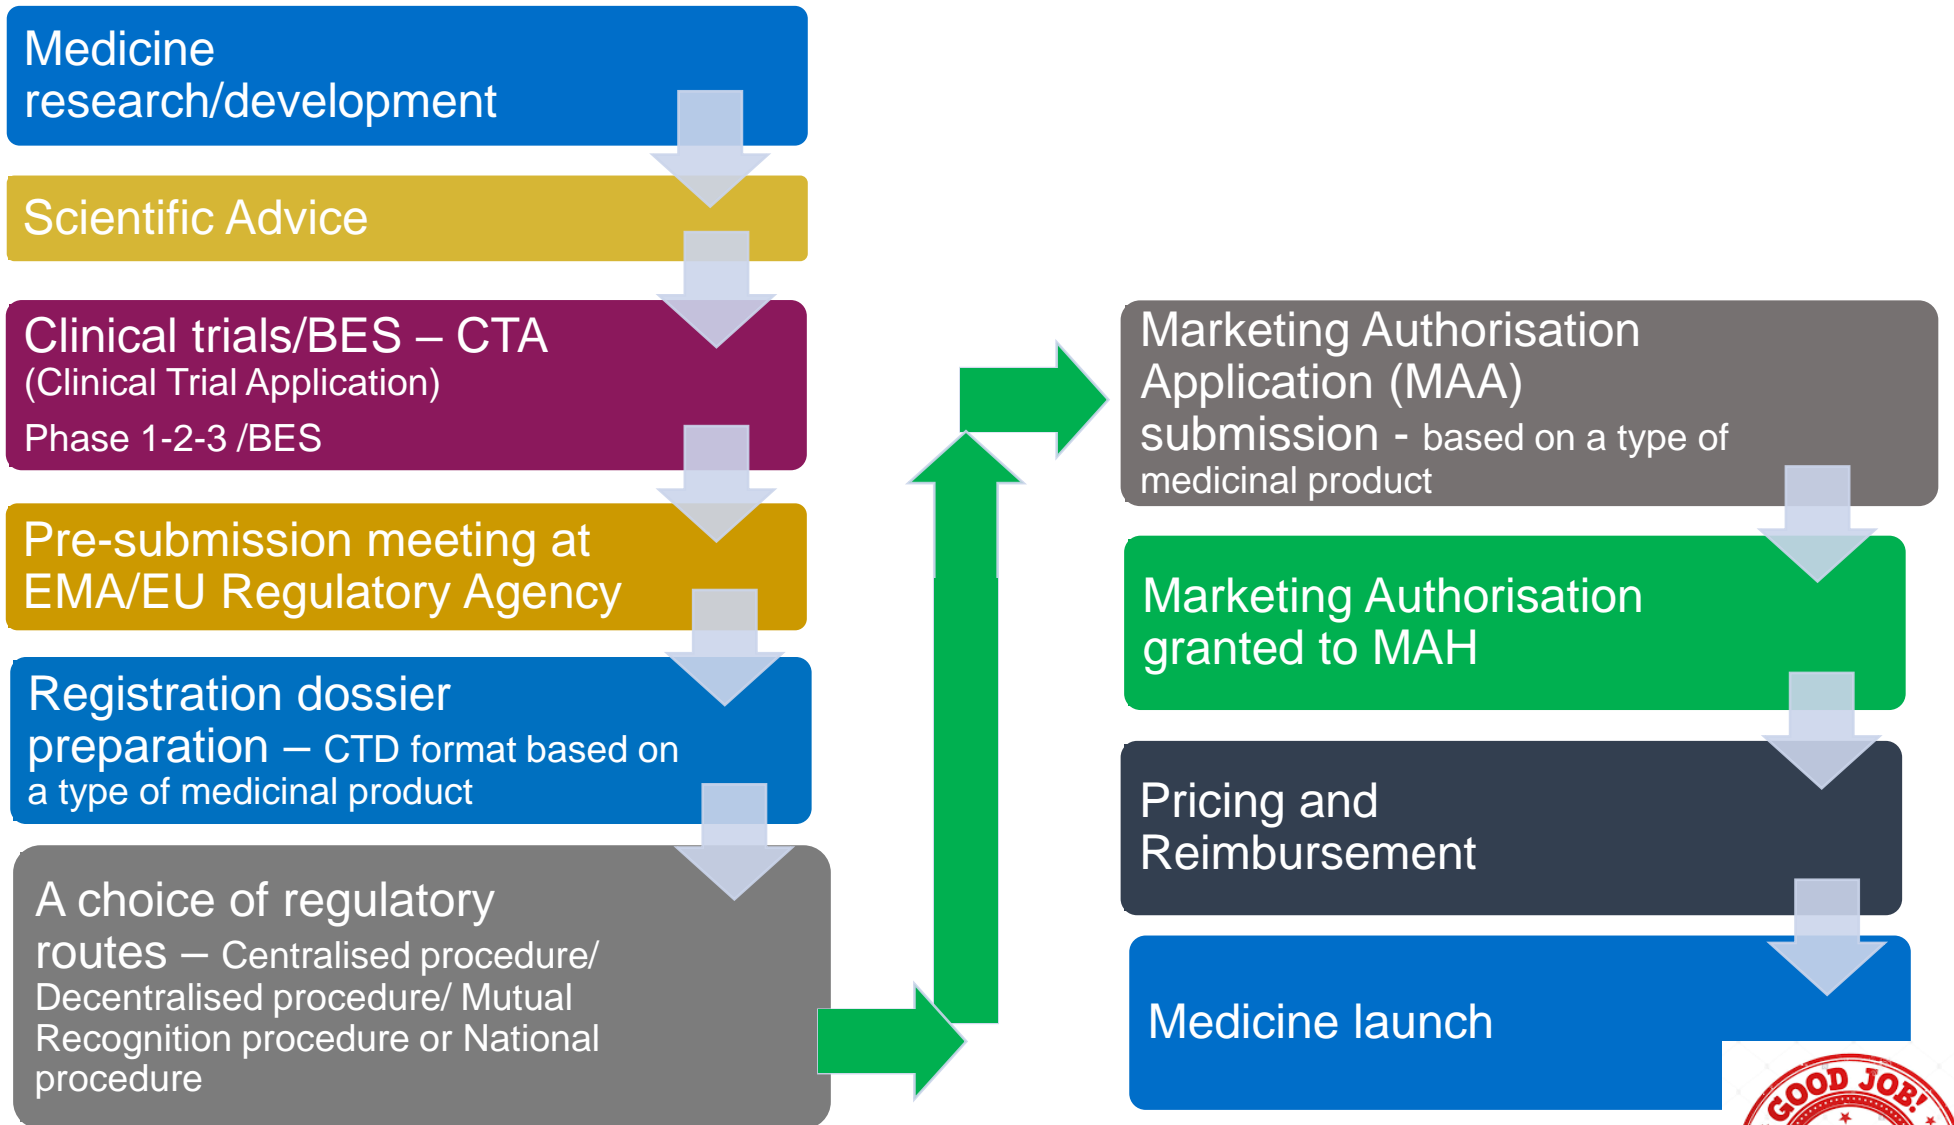 Medicine
research/development
Scientific Advice
Clinical trials/BES – CTA
(Clinical Trial Application)
Phase 1-2-3 /BES
Pre-submission meeting at
EMA/EU Regulatory Agency
Registration dossier
preparation – CTD format based on
a type of medicinal product
A choice of regulatory
routes – Centralised procedure/
Decentralised procedure/ Mutual
Recognition procedure or National
procedure
Marketing Authorisation
Application (MAA)
submission - based on a type of
medicinal product
Marketing Authorisation
granted to MAH
Pricing and
Reimbursement
Medicine launch
GOOD JOB!